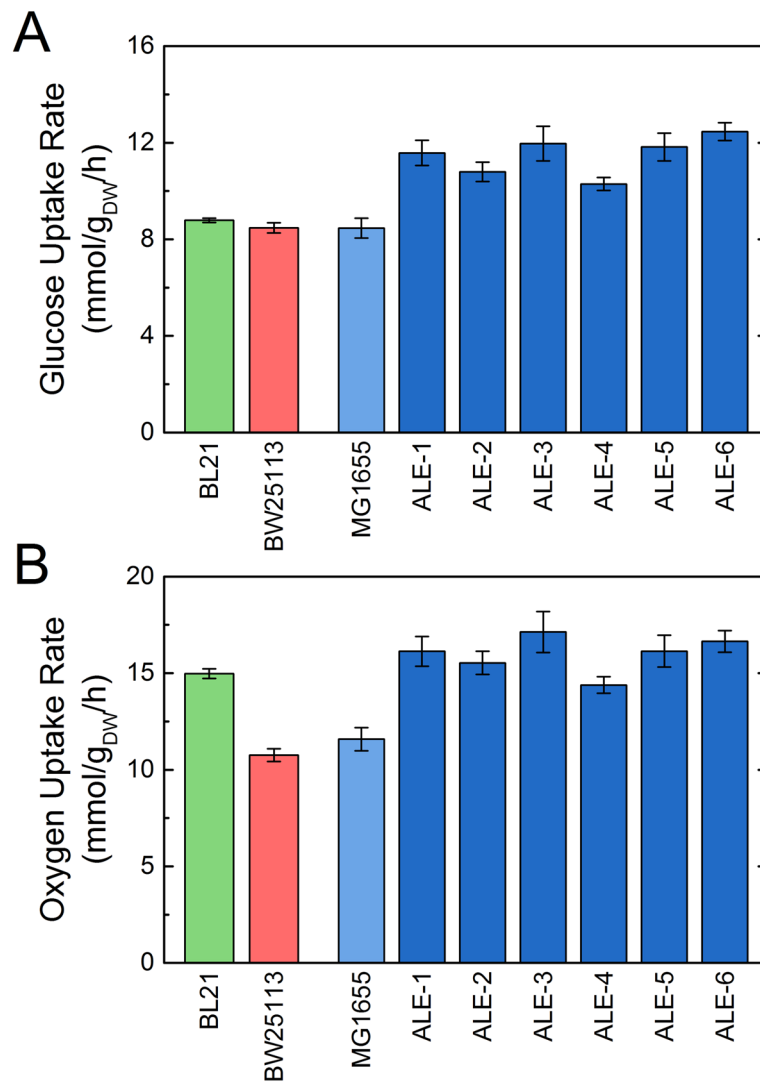 A
Glucose Uptake Rate
(mmol/gDW/h)
16
12
8
4
0
BL21
BW25113
MG1655
ALE-1
ALE-2
ALE-3
ALE-4
ALE-5
ALE-6
B
Oxygen Uptake Rate
(mmol/gDW/h)
20
15
10
5
0
BL21
BW25113
MG1655
ALE-1
ALE-2
ALE-3
ALE-4
ALE-5
ALE-6